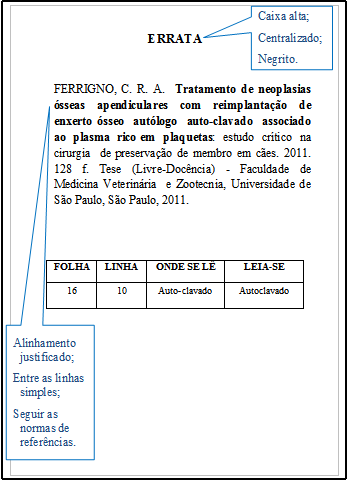 Caixa alta;
Centralizado;
Negrito.
ERRATA
FERRIGNO, C. R. A. Tratamento de neoplasias
ósseas apendiculares com reimplantação de
enxerto ósseo autólogo auto-clavado associado
ao plasma rico em plaquetas: estudo critico na
cirurgia de preservação de membro em cães. 2011.
128 f. Tese (Livre-Docência) - Faculdade de
Medicina Veterinária e Zootecnia, Universidade de
São Paulo, São Paulo, 2011.
FOLHA LINHA ONDE SE LÊ LEIA-SE
16 10 Auto-clavado Autoclavado
Alinhamento
justificado;
Entre as linhas
simples;
Seguir as
normas de
referências.